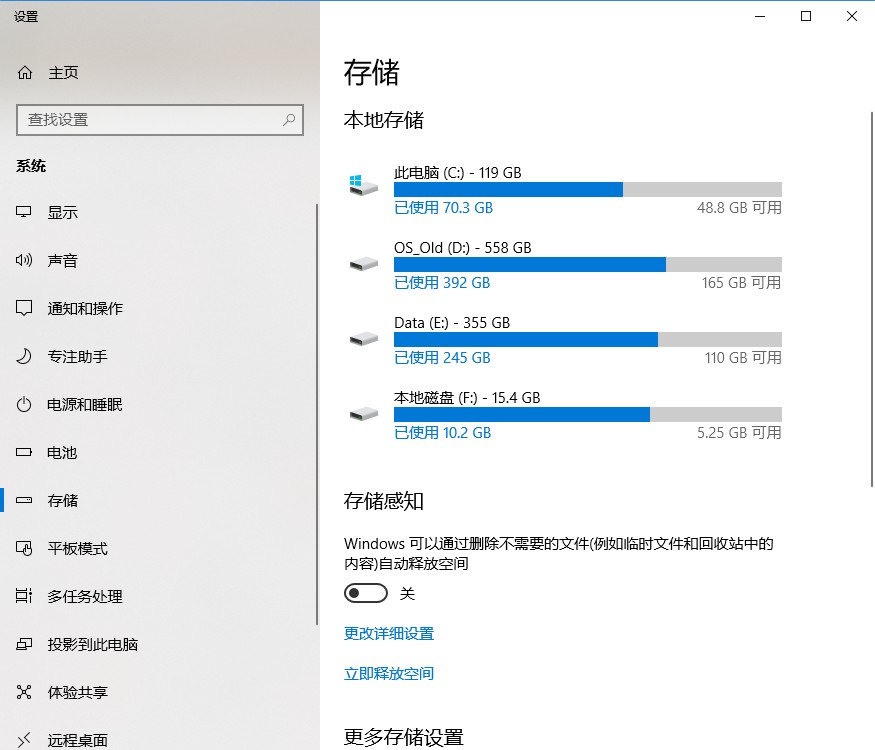 设置
主页
查找设置
系统
显示
声音
通知和操作
专注助手
电源和睡眠
电池
存储
平板模式
多任务处理
投影到此电脑
体验共享
远程桌面
存储
本地存储
此电脑 (C:) - 119 GB
已使用 70.3 GB 48.8 GB 可用
OS_Old (D:) - 558 GB
已使用 392 GB 165 GB 可用
Data (E:) - 355 GB
已使用 245 GB 110 GB 可用
本地磁盘 (F:) - 15.4 GB
已使用 10.2 GB 5.25 GB 可用
存储感知
Windows 可以通过删除不需要的文件(例如临时文件和回收站中的
内容)自动释放空间
关
更改详细设置
立即释放空间
更多存储设置